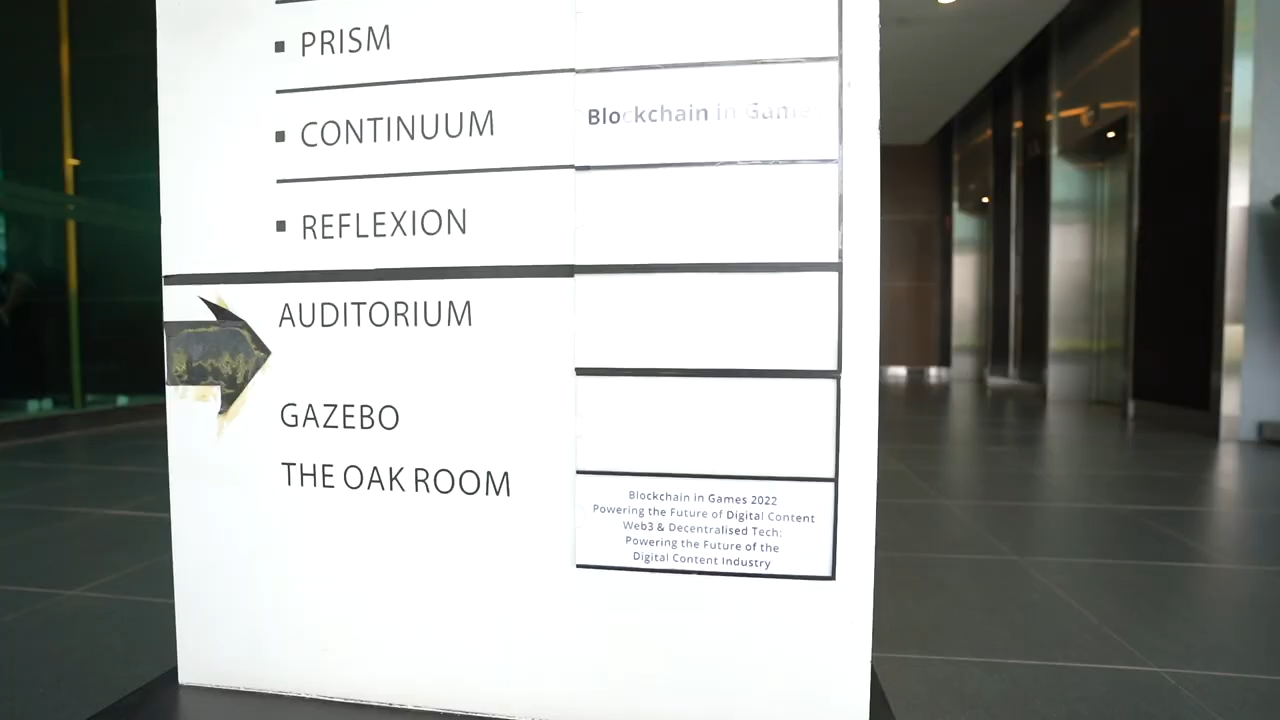 PRISM
CONTINUUM
Blockchain in Games
REFLEXION
AUDITORIUM
GAZEBO
THE OAK ROOM
Blockchain in Games 2022
Powering the Future of Digital Content
Web3 & Decentralised Tech:
Powering the Future of the
Digital Content Industry